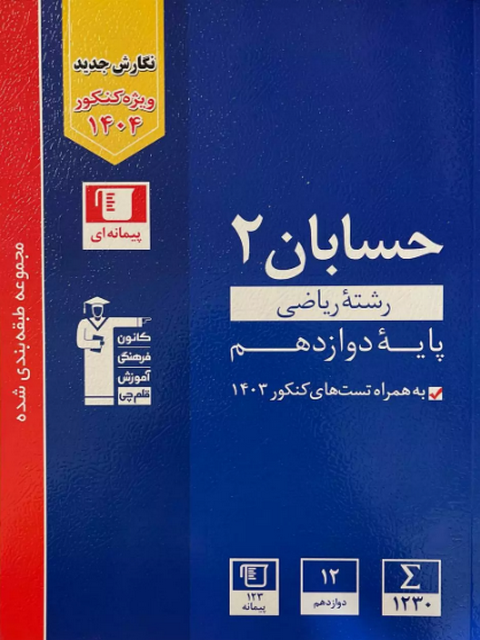 نگارش جدید
ویژه کنکور
۱۴۰۴
پیمانه‌ای
حسابان ۲
رشتهٔ ریاضی
پایهٔ دوازدهم
به همراه تست‌های کنکور ۱۴۰۳
کانون
فرهنگی
آموزش
قلم‌چی
مجموعه طبقه‌بندی شده
۱۲۳
پیمانه
۱۲
دوازدهم
Σ
۱۲۳۰